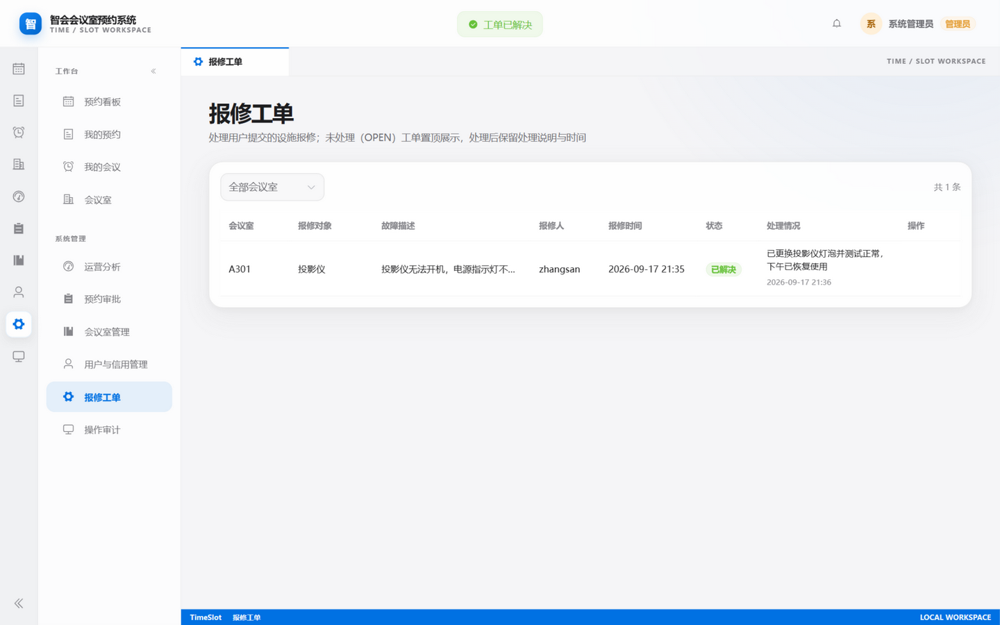 智
智会会议室预约系统
TIME / SLOT WORKSPACE
工单已解决
系
系统管理员
管理员
工作台
预约看板
我的预约
我的会议
会议室
系统管理
运营分析
预约审批
会议室管理
用户与信用管理
报修工单
操作审计
报修工单
TIME / SLOT WORKSPACE
报修工单
处理用户提交的设施报修；未处理（OPEN）工单置顶展示，处理后保留处理说明与时间
全部会议室
共 1 条
会议室 报修对象 故障描述 报修人 报修时间 状态 处理情况 操作
A301 投影仪 投影仪无法开机，电源指示灯不... zhangsan 2026-09-17 21:35 已解决
已更换投影仪灯泡并测试正常，
下午已恢复使用
2026-09-17 21:36
TimeSlot 报修工单
LOCAL WORKSPACE